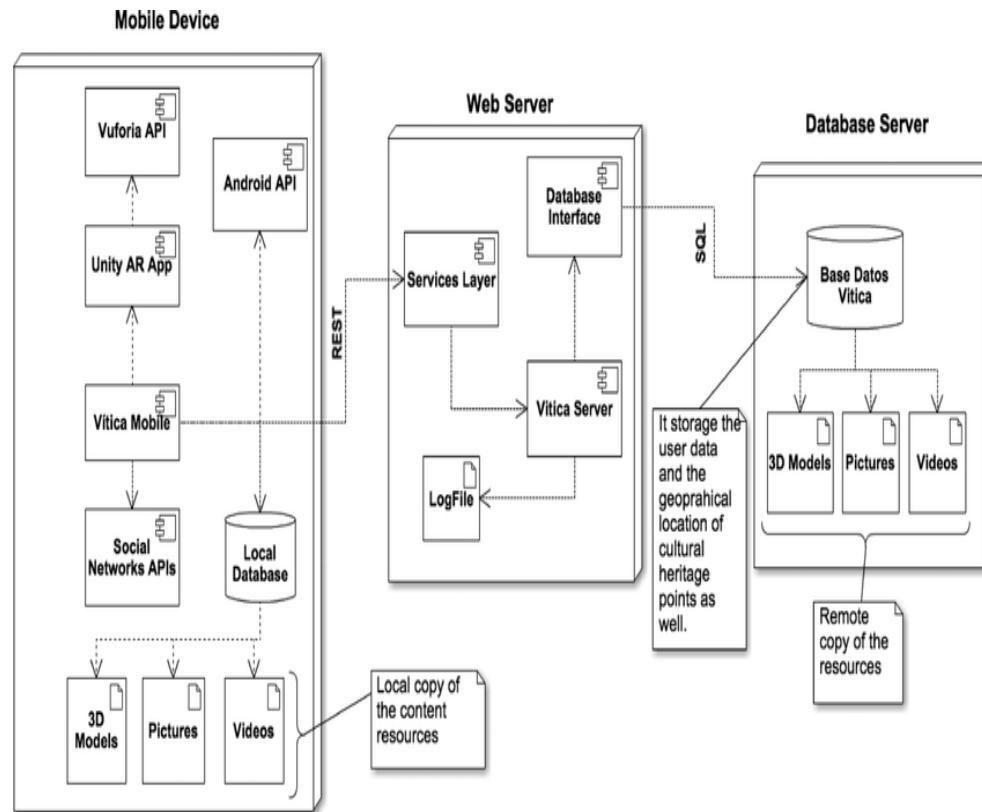 Mobile Device
Vuforia API
Android API
Unity AR App
Vítica Mobile
Social
Networks APIs
Local
Database
3D
Models
Pictures
Videos
Local copy of
the content
resources
REST
Web Server
Database
Interface
Services Layer
Vitica Server
LogFile
SQL
Database Server
Base Datos
Vitica
3D Models
Pictures
Videos
It storage the
user data
and the
geoprahical
location of
cultural
heritage
points as
well.
Remote
copy of the
resources